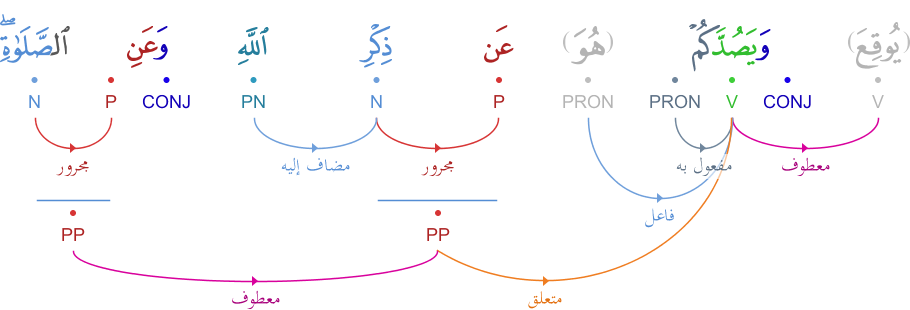 (يُوقِعَ) وَيَصُدَّكُمْ (هُوَ) عَن ذِكْرِ ٱللَّهِ وَعَنِ ٱلصَّلَوٰةِ ۖ
V CONJ V PRON PRON P N PN CONJ P N
معطوف مفعول به مجرور مضاف إليه مجرور
فاعل
PP PP
متعلق معطوف